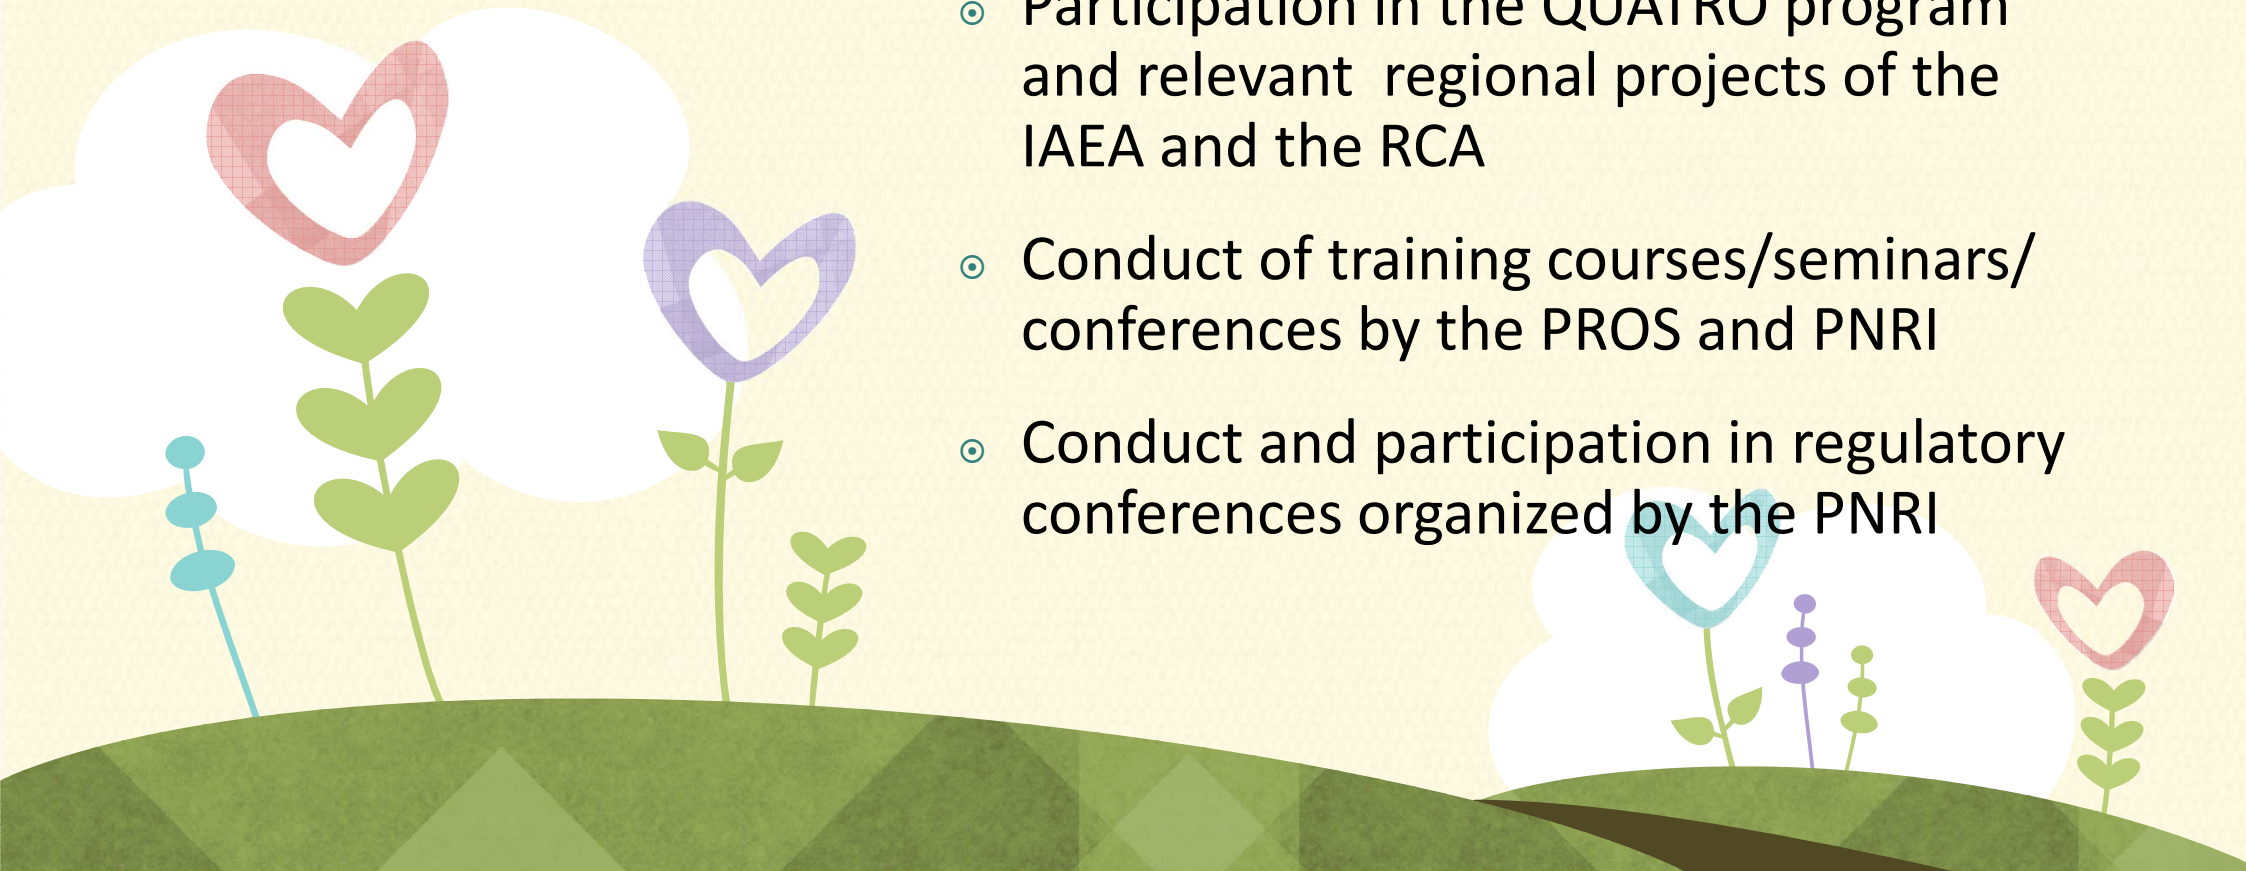 Participation in the QUATRO program
and relevant  regional projects of the
IAEA and the RCA
Conduct of training courses/seminars/
conferences by the PROS and PNRI
Conduct and participation in regulatory
conferences organized by the PNRI